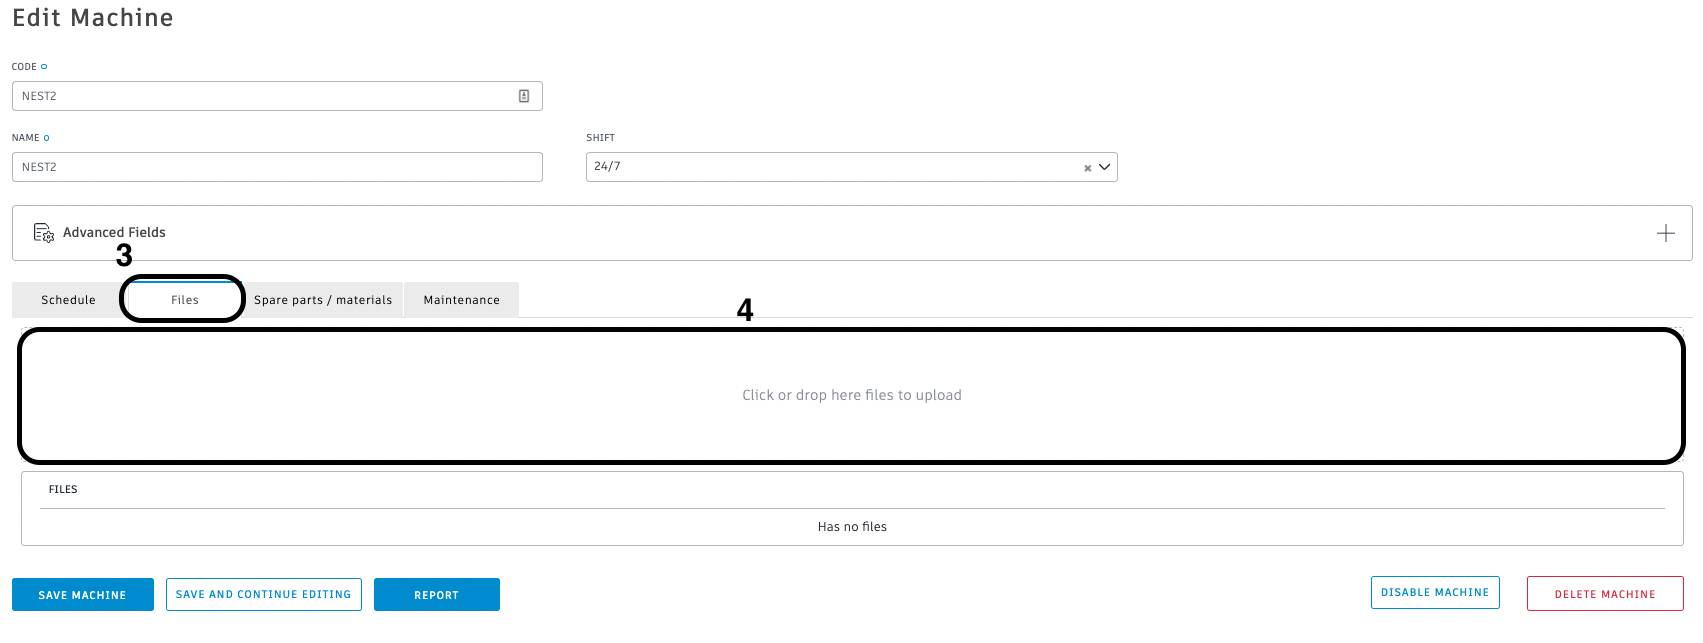 Edit Machine
CODE
NEST2
NAME
SHIFT
NEST2
24/7
Advanced Fields
3
Schedule
Files
Spare parts / materials
Maintenance
4
Click or drop here files to upload
FILES
Has no files
SAVE MACHINE
SAVE AND CONTINUE EDITING
REPORT
DISABLE MACHINE
DELETE MACHINE